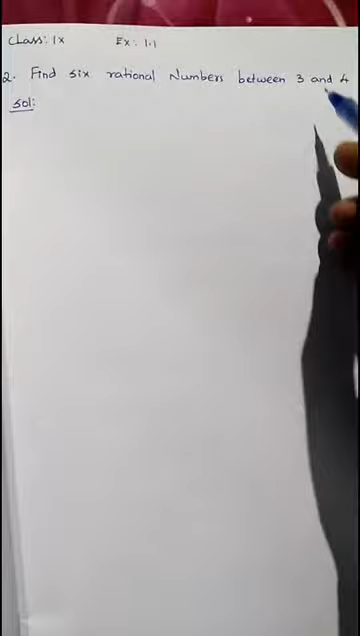 Class: IX Ex: 1.1
2. Find six rational Numbers between 3 and 4
Sol: